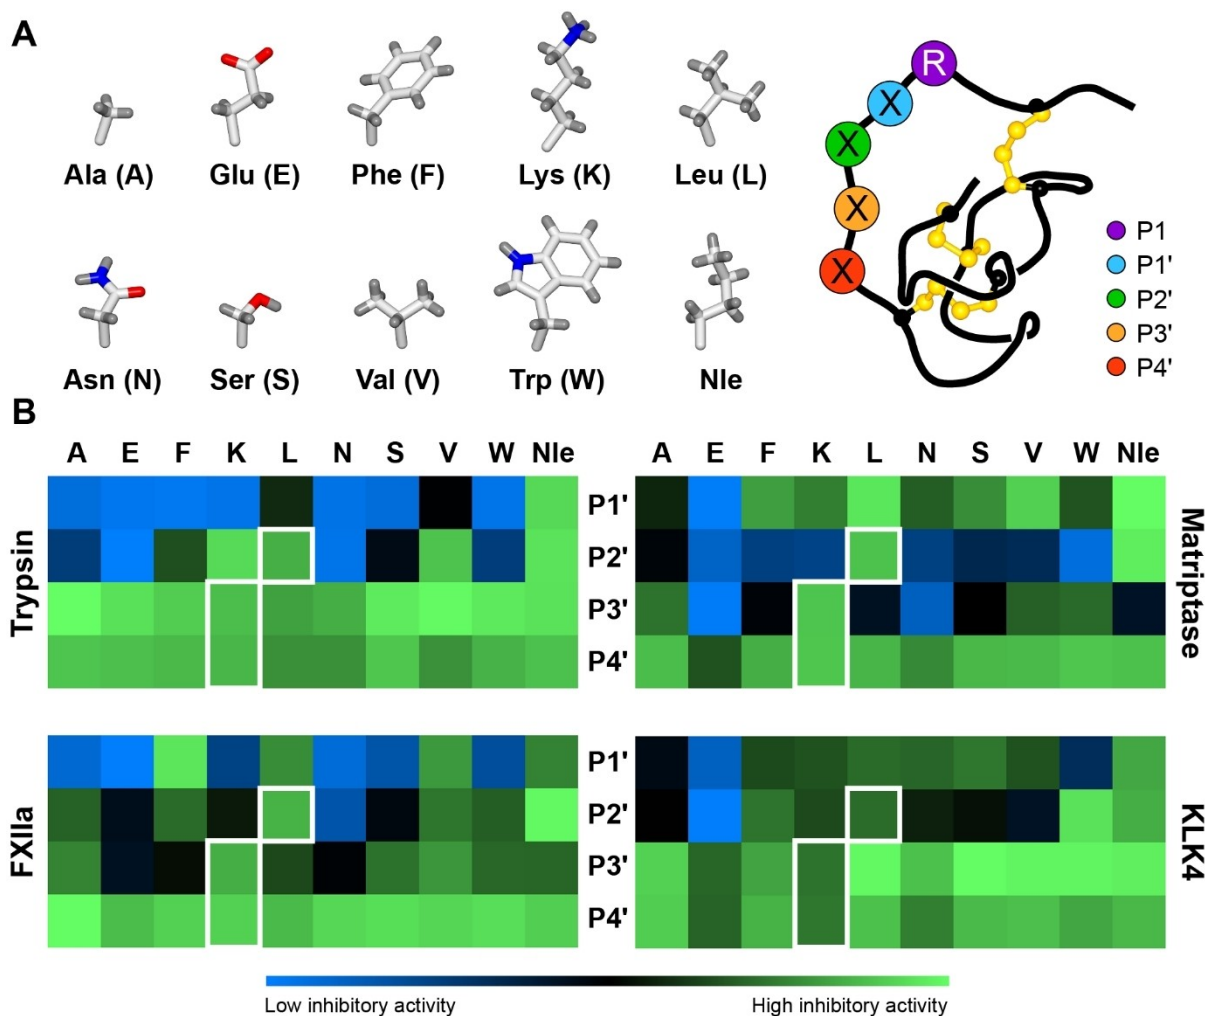 A
Ala (A) Glu (E) Phe (F) Lys (K) Leu (L)
Asn (N) Ser (S) Val (V) Trp (W) Nle
R
X
X
X
X
P1
P1'
P2'
P3'
P4'
B
A E F K L N S V W Nle
A E F K L N S V W Nle
Trypsin
P1'
P2'
P3'
P4'
Matriptase
FXIIa
P1'
P2'
P3'
P4'
KLK4
Low inhibitory activity High inhibitory activity